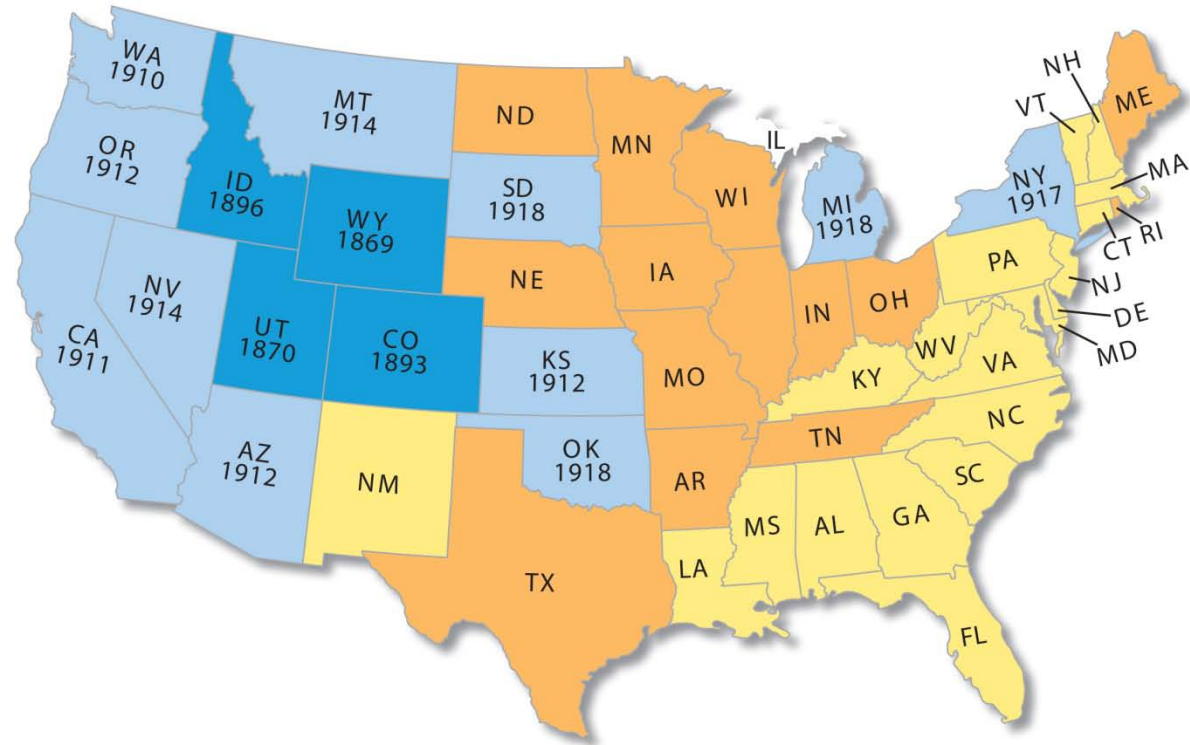 WA
1910
OR
1912
CA
1911
NV
1914
ID
1896
MT
1914
WY
1869
UT
1870
CO
1893
AZ
1912
NM
ND
SD
1918
NE
KS
1912
OK
1918
TX
MN
IA
MO
AR
LA
WI
IL
MI
1918
IN
OH
KY
TN
MS
AL
GA
FL
SC
NC
VA
WV
PA
NY
1917
VT
NH
ME
MA
RI
CT
NJ
DE
MD